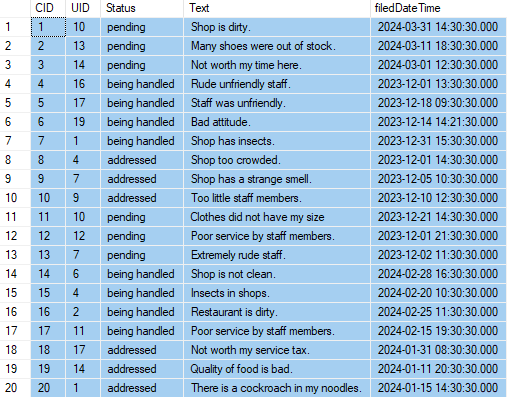 CID UID Status Text filedDateTime
1 1 10 pending Shop is dirty. 2024-03-31 14:30:30.000
2 2 13 pending Many shoes were out of stock. 2024-03-11 18:30:30.000
3 3 14 pending Not worth my time here. 2024-03-01 12:30:30.000
4 4 16 being handled Rude unfriendly staff. 2023-12-01 13:30:30.000
5 5 17 being handled Staff was unfriendly. 2023-12-18 09:30:30.000
6 6 19 being handled Bad attitude. 2023-12-14 14:21:30.000
7 7 1 being handled Shop has insects. 2023-12-31 15:30:30.000
8 8 4 addressed Shop too crowded. 2023-12-01 14:30:30.000
9 9 7 addressed Shop has a strange smell. 2023-12-05 10:30:30.000
10 10 9 addressed Too little staff members. 2023-12-10 12:30:30.000
11 11 10 pending Clothes did not have my size 2023-12-21 14:30:30.000
12 12 12 pending Poor service by staff members. 2023-12-01 21:30:30.000
13 13 7 pending Extremely rude staff. 2023-12-02 11:30:30.000
14 14 6 being handled Shop is not clean. 2024-02-28 16:30:30.000
15 15 4 being handled Insects in shops. 2024-02-20 10:30:30.000
16 16 2 being handled Restaurant is dirty. 2024-02-25 11:30:30.000
17 17 11 being handled Poor service by staff members. 2024-02-15 19:30:30.000
18 18 17 addressed Not worth my service tax. 2024-01-31 08:30:30.000
19 19 14 addressed Quality of food is bad. 2024-01-11 20:30:30.000
20 20 1 addressed There is a cockroach in my noodles. 2024-01-15 14:30:30.000